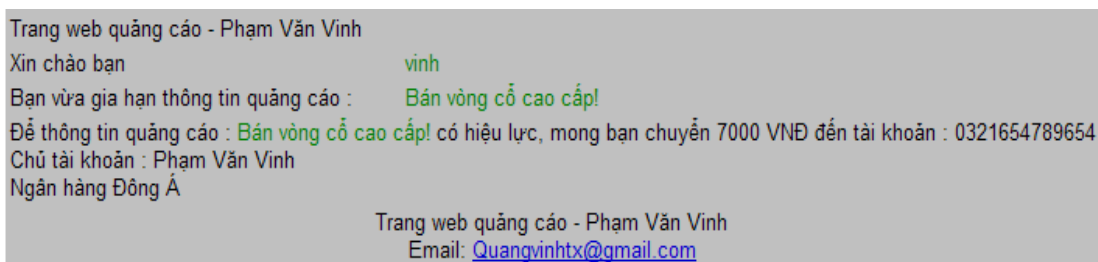 Trang web quảng cáo - Phạm Văn Vinh
Xin chào bạn vinh
Bạn vừa gia hạn thông tin quảng cáo : Bán vòng cổ cao cấp!
Để thông tin quảng cáo : Bán vòng cổ cao cấp! có hiệu lực, mong bạn chuyển 7000 VNĐ đến tài khoản : 0321654789654
Chủ tài khoản : Phạm Văn Vinh
Ngân hàng Đông Á
Trang web quảng cáo - Phạm Văn Vinh
Email: Quangvinhtx@gmail.com